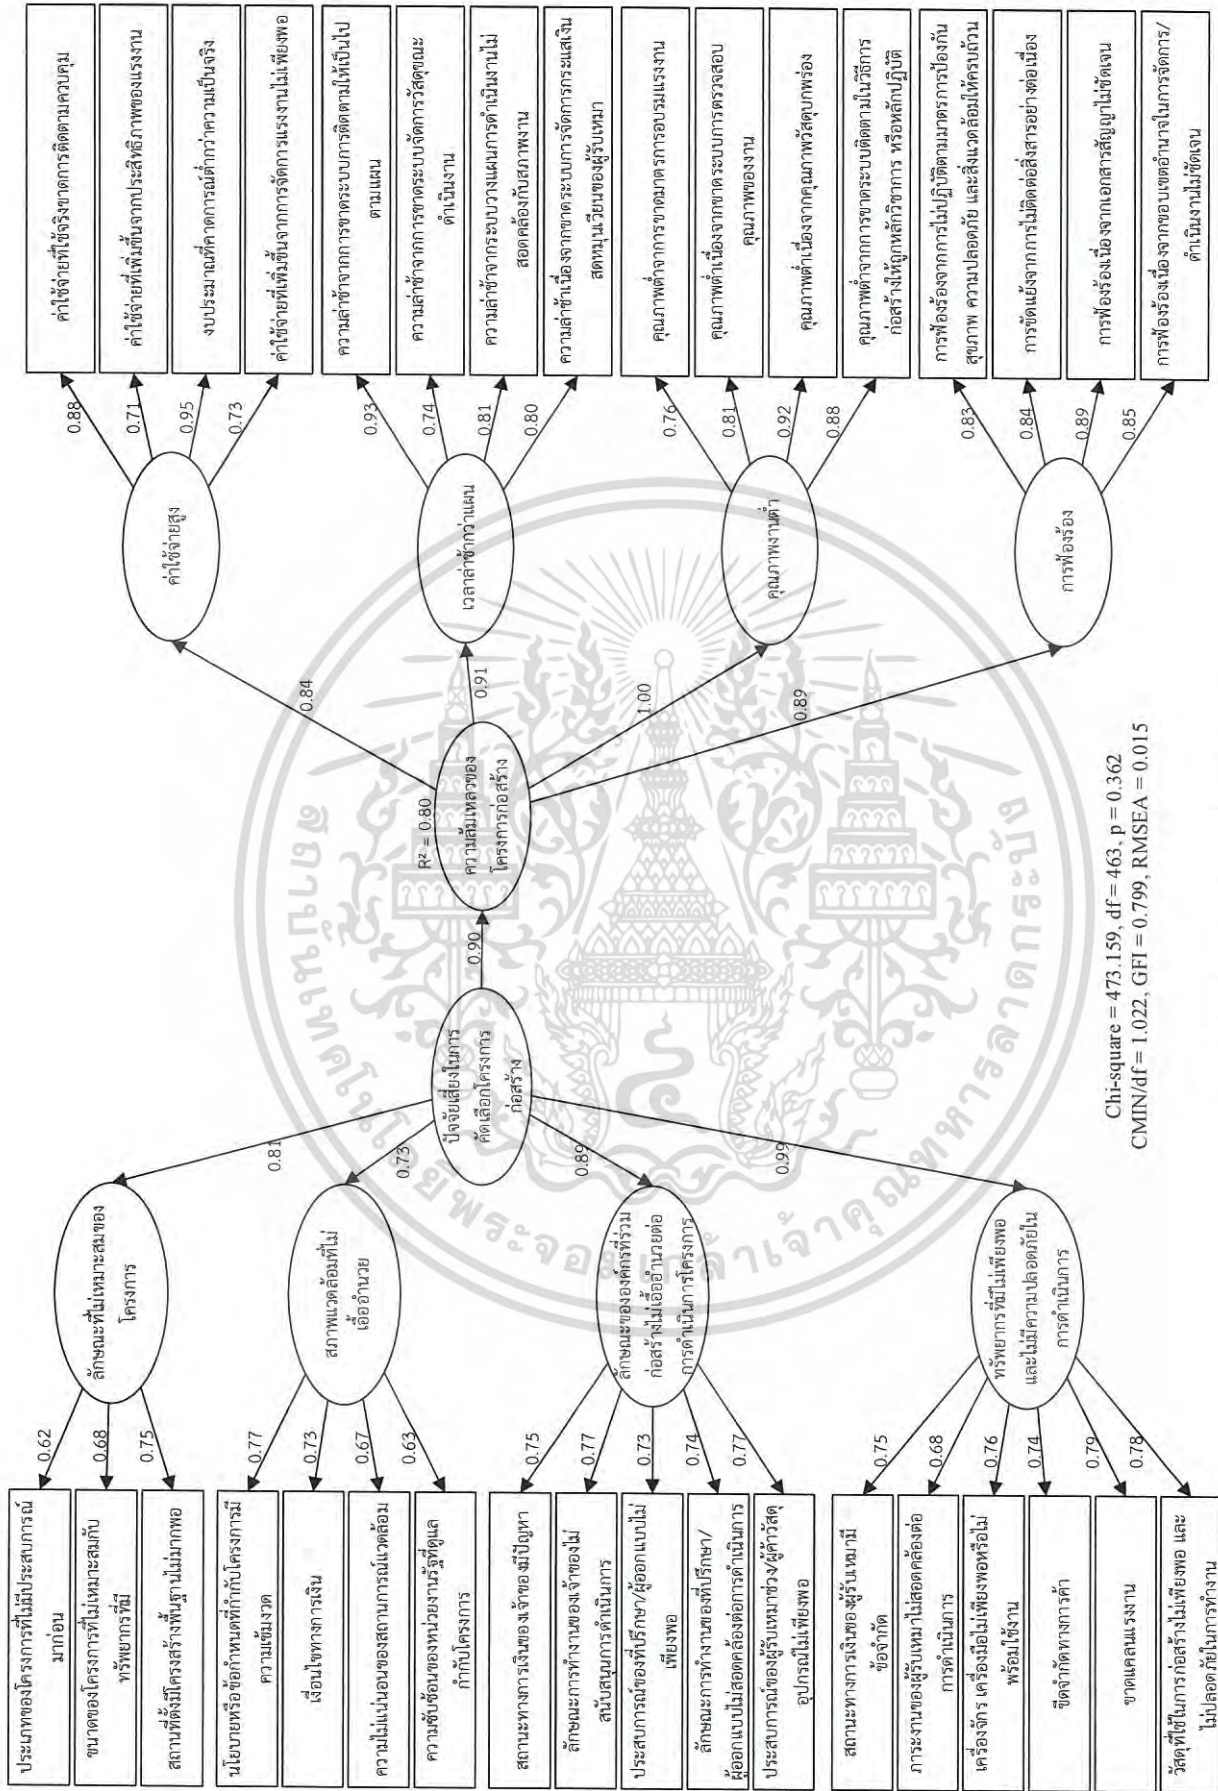 ประเภทของโครงการที่ไม่มีประสบการณ์
มาก่อน
ขนาดของโครงการที่ไม่เหมาะสมกับ
ทรัพยากรที่มี
สถานที่ตั้งมีโครงสร้างพื้นฐานไม่มากพอ
0.62
0.68
0.75
ลักษณะที่ไม่เหมาะสมของ
โครงการ
นโยบายหรือข้อกำหนดที่กำกับโครงการมี
ความเข้มงวด
เงื่อนไขทางการเงิน
ความไม่แน่นอนของสถานการณ์แวดล้อม
ความซับซ้อนของหน่วยงานรัฐที่ดูแล
กำกับโครงการ
0.77
0.73
0.67
0.63
สภาพแวดล้อมที่ไม่
เอื้ออำนวย
สถานะทางการเงินของเจ้าของมีปัญหา
ลักษณะการทำงานของเจ้าของไม่
สนับสนุนการดำเนินการ
ประสบการณ์ของที่ปรึกษา/ผู้ออกแบบไม่
เพียงพอ
ลักษณะการทำงานของที่ปรึกษา/
ผู้ออกแบบไม่สอดคล้องต่อการดำเนินการ
ประสบการณ์ของผู้รับเหมาช่วง/ผู้ค้าวัสดุ
อุปกรณ์ไม่เพียงพอ
0.75
0.77
0.73
0.74
0.77
ลักษณะขององค์กรที่ร่วม
ก่อสร้างไม่เอื้ออำนวยต่อ
การดำเนินการโครงการ
สถานะทางการเงินของผู้รับเหมามี
ข้อจำกัด
ภาระงานของผู้รับเหมาไม่สอดคล้องต่อ
การดำเนินการ
เครื่องจักร เครื่องมือไม่เพียงพอหรือไม่
พร้อมใช้งาน
ขีดจำกัดทางการค้า
ขาดแคลนแรงงาน
วัสดุที่ใช้ในการก่อสร้างไม่เพียงพอ และ
ไม่ปลอดภัยในการทำงาน
0.75
0.68
0.76
0.74
0.79
0.78
ทรัพยากรที่มีไม่เพียงพอ
และไม่มีความปลอดภัยใน
การดำเนินการ
0.81
0.73
0.89
0.99
ปัจจัยเสี่ยงในการ
คัดเลือกโครงการ
ก่อสร้าง
0.90
R² = 0.80
ความล้มเหลวของ
โครงการก่อสร้าง
0.84
0.91
1.00
0.89
ค่าใช้จ่ายสูง
0.88
0.71
0.95
0.73
ค่าใช้จ่ายที่ใช้จริงขาดการติดตามควบคุม
ค่าใช้จ่ายที่เพิ่มขึ้นจากประสิทธิภาพของแรงงาน
งบประมาณที่คาดการณ์ต่ำกว่าความเป็นจริง
ค่าใช้จ่ายที่เพิ่มขึ้นจากการจัดการแรงงานไม่เพียงพอ
เวลาล่าช้ากว่าแผน
0.93
0.74
0.81
0.80
ความล่าช้าจากการขาดระบบการติดตามให้เป็นไป
ตามแผน
ความล่าช้าจากการขาดระบบจัดการวัสดุขณะ
ดำเนินงาน
ความล่าช้าจากระบบวางแผนการดำเนินงานไม่
สอดคล้องกับสภาพงาน
ความล่าช้าเนื่องจากขาดระบบการจัดการกระแสเงิน
สดหมุนเวียนของผู้รับเหมา
คุณภาพงานต่ำ
0.76
0.81
0.92
0.88
คุณภาพต่ำจากการขาดมาตรการอบรมแรงงาน
คุณภาพต่ำเนื่องจากขาดระบบการตรวจสอบ
คุณภาพของงาน
คุณภาพต่ำเนื่องจากคุณภาพวัสดุบกพร่อง
คุณภาพต่ำจากการขาดระบบติดตามในวิธีการ
ก่อสร้างให้ถูกหลักวิชาการ หรือหลักปฏิบัติ
การฟ้องร้อง
0.83
0.84
0.89
0.85
การฟ้องร้องจากการไม่ปฏิบัติตามมาตรการป้องกัน
สุขภาพ ความปลอดภัย และสิ่งแวดล้อมให้ครบถ้วน
การขัดแย้งจากการไม่ติดต่อสื่อสารอย่างต่อเนื่อง
การฟ้องร้องเนื่องจากเอกสารสัญญาไม่ชัดเจน
การฟ้องร้องเนื่องจากขอบเขตอำนาจในการจัดการ/
ดำเนินงานไม่ชัดเจน
Chi-square = 473.159, df = 463, p = 0.362
CMIN/df = 1.022, GFI = 0.799, RMSEA = 0.015
สถาบันเทคโนโลยีพระจอมเกล้าเจ้าคุณทหารลาดกระบัง